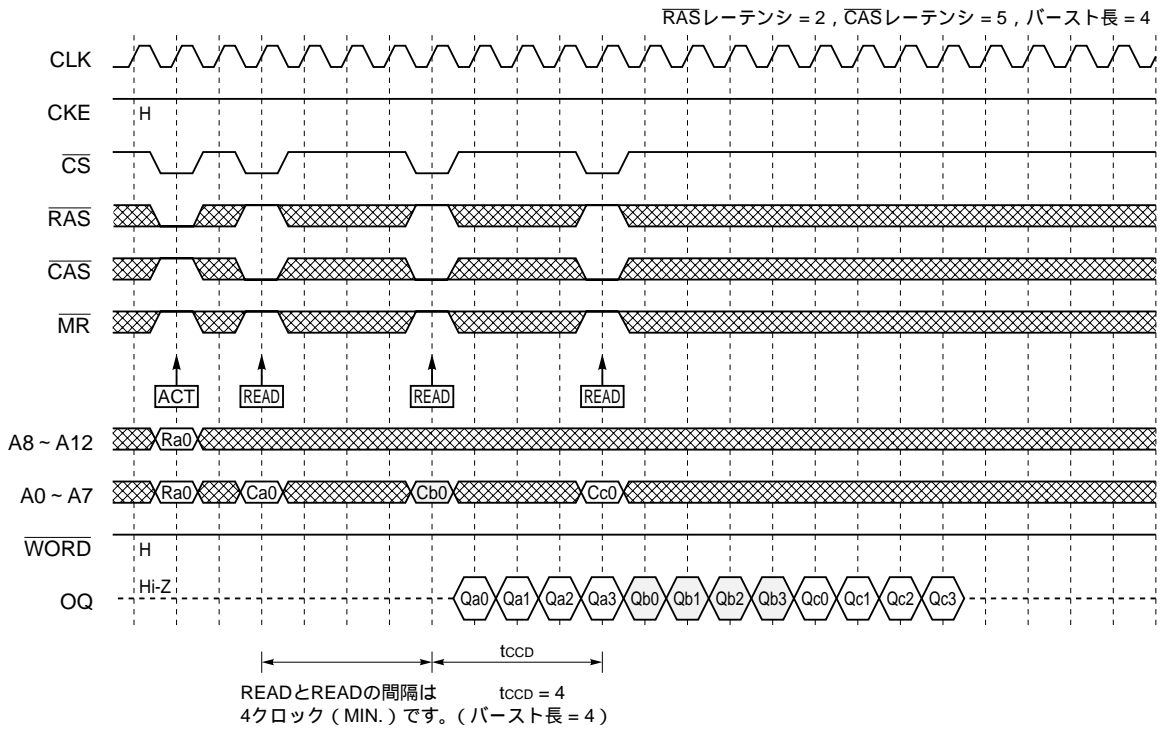 RASレーテンシ = 2 , CASレーテンシ = 5 , バースト長 = 4
CLK
CKE H
CS
RAS
CAS
MR
ACT READ READ READ
A8 ~ A12 Ra0
A0 ~ A7 Ra0 Ca0 Cb0 Cc0
WORD H
OQ Hi-Z Qa0 Qa1 Qa2 Qa3 Qb0 Qb1 Qb2 Qb3 Qc0 Qc1 Qc2 Qc3
tCCD
READとREADの間隔は tCCD = 4
4クロック ( MIN. ) です。( バースト長 = 4 )